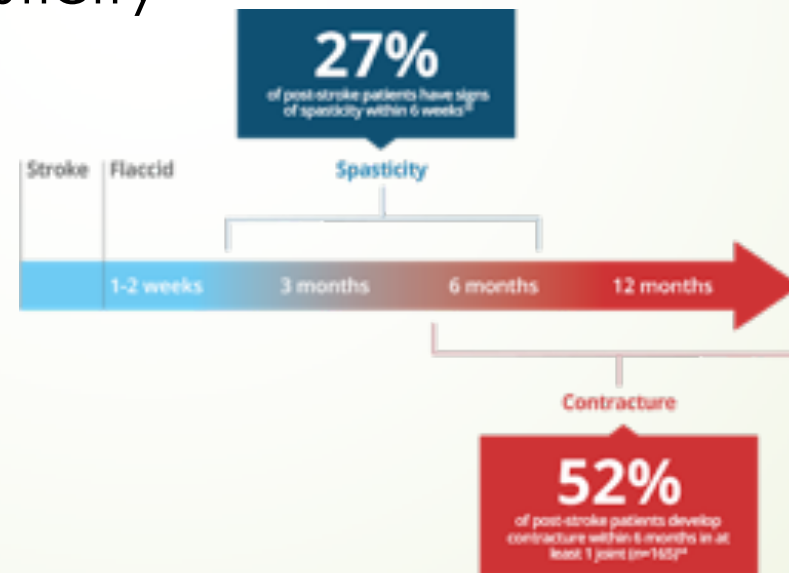 27%
of post-stroke patients have signs
of spasticity within 6 weeks
Stroke
Flaccid
Spasticity
1-2 weeks
3 months
6 months
12 months
Contracture
52%
of post-stroke patients develop
contracture within 6 months in at
least 1 joint (n=165)